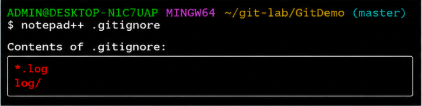 ADMIN@DESKTOP-N1C7UAP MINGW64 ~/git-lab/GitDemo (master)
$ notepad++ .gitignore
Contents of .gitignore:
*.log
log/